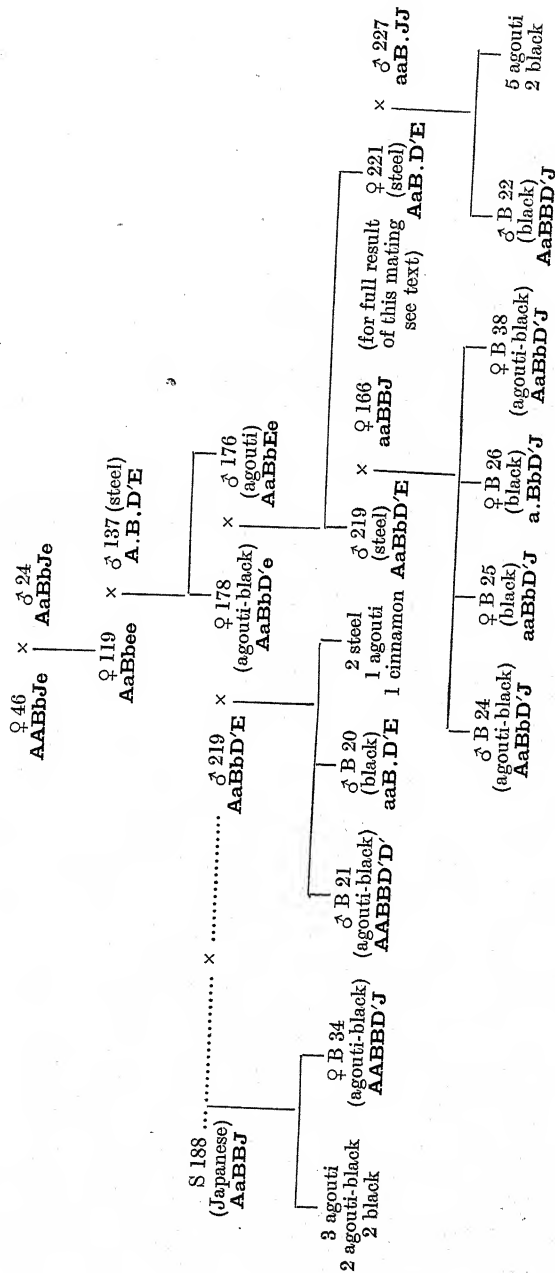 ♀ 46 × ♂ 24
AABbJe AaBbJe
♀ 119 × ♂ 137 (steel)
AaBbee A.B.D′E
♀ 178 × ♂ 176
(agouti-black) (agouti)
AaBbD′e AaBbEe
S 188 × ♂ 219 ×
(Japanese) AaBbD′E
AaBBJ
♂ 219 × ♀ 166 ♀ 221 × ♂ 227
(steel) aaBBJ (steel) aaB.JJ
AaBbD′E AaB.D′E
(for full result
of this mating
see text)
3 agouti
2 agouti-black
2 black
♀ B 34
(agouti-black)
AABBD′J
♂ B 21
(agouti-black)
AABBD′D′
♂ B 20
(black)
aaB.D′E
2 steel
1 agouti
1 cinnamon
♂ B 24
(agouti-black)
AaBbD′J
♀ B 25
(black)
aaBbD′J
♀ B 26
(black)
a.BbD′J
♀ B 38
(agouti-black)
AaBbD′J
♂ B 22
(black)
AaBBD′J
5 agouti
2 black